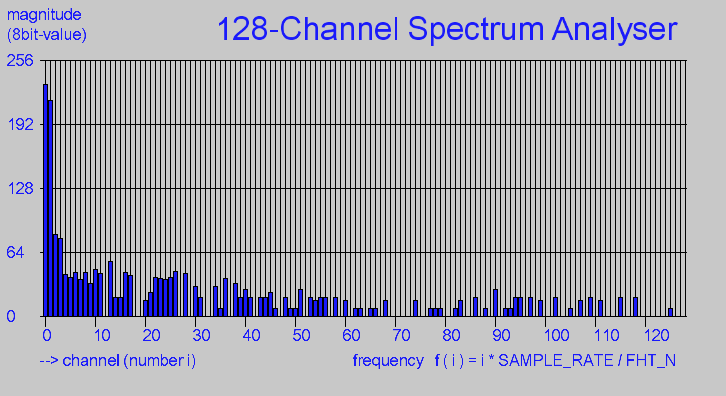 magnitude
(8bit-value)
128-Channel Spectrum Analyser
256
192
128
64
0
0 10 20 30 40 50 60 70 80 90 100 110 120
--> channel (number i) frequency f ( i ) = i * SAMPLE_RATE / FHT_N